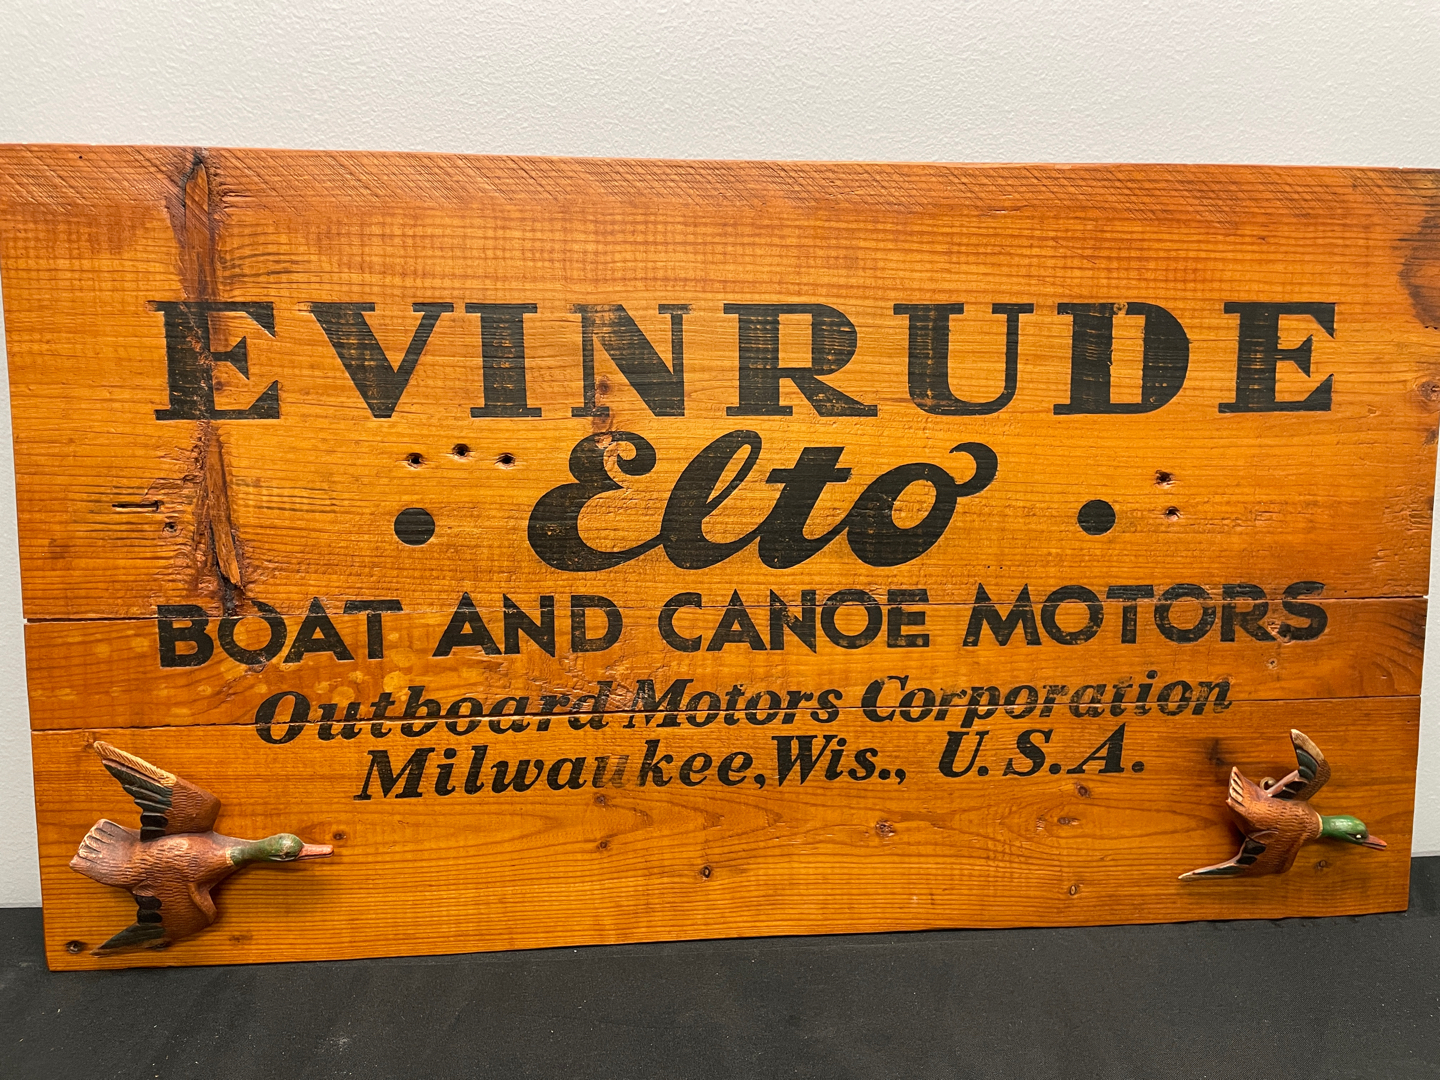 EVINRUDE
• Elto •
BOAT AND CANOE MOTORS
Outboard Motors Corporation
Milwaukee, Wis., U.S.A.